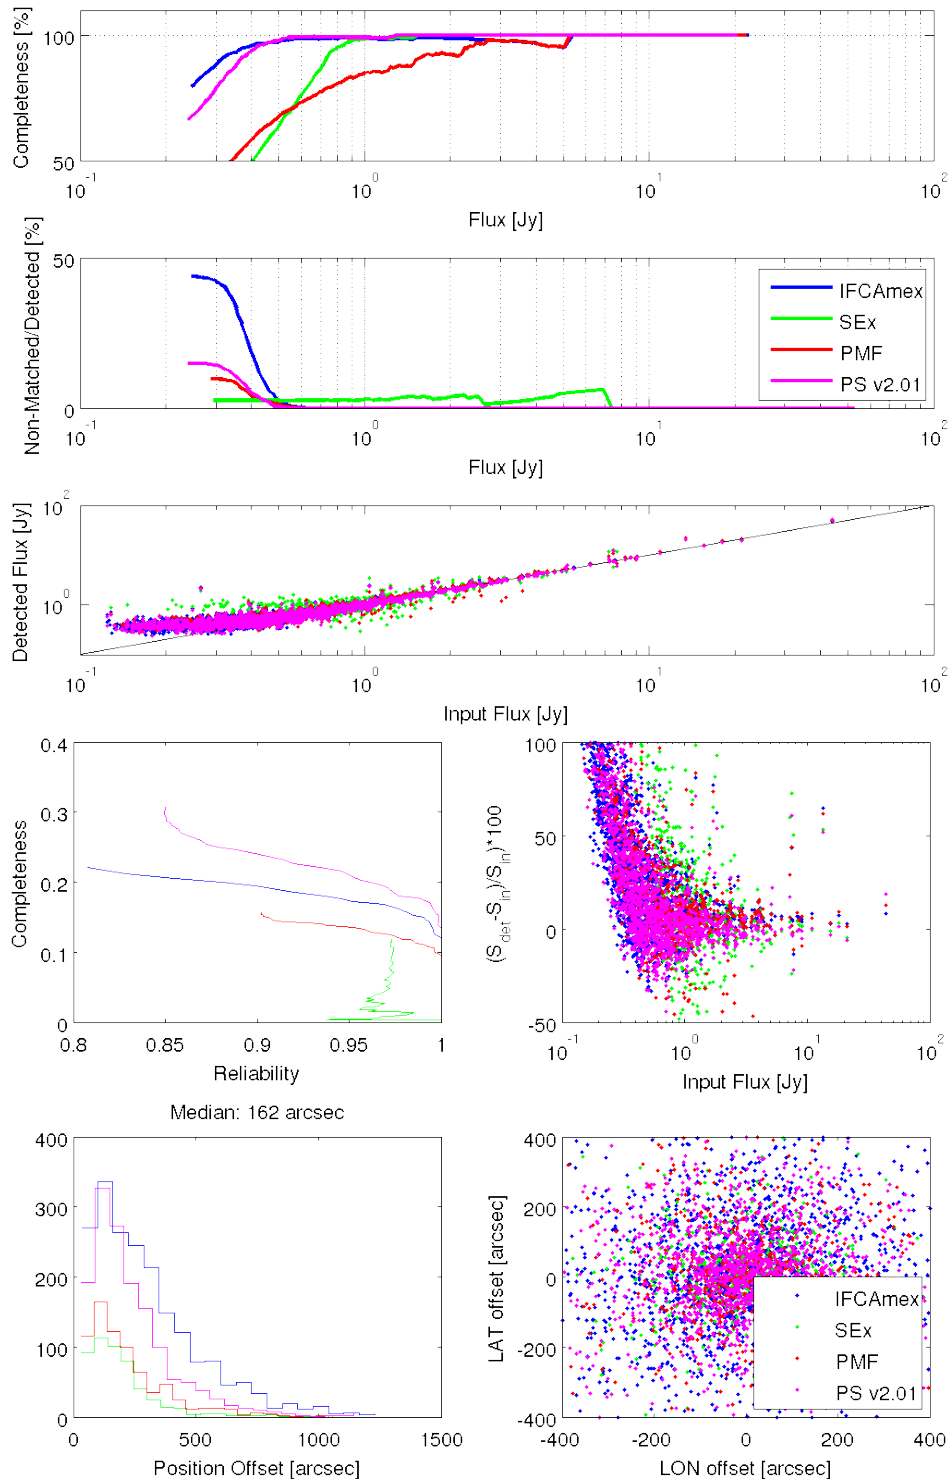 Completeness [%]
100
50
10^-1
10^0
10^1
10^2
Flux [Jy]
Non-Matched/Detected [%]
50
0
IFCAmex
SEx
PMF
PS v2.01
10^-1
10^0
10^1
10^2
Flux [Jy]
Detected Flux [Jy]
10^2
10^0
10^-1
10^0
10^1
10^2
Input Flux [Jy]
Completeness
0.4
0.3
0.2
0.1
0
0.8
0.85
0.9
0.95
1
Reliability
(S_det-S_in)/S_in)*100
100
50
0
-50
10^-1
10^0
10^1
10^2
Input Flux [Jy]
Median: 162 arcsec
400
300
200
100
0
0
500
1000
1500
Position Offset [arcsec]
LAT offset [arcsec]
400
200
0
-200
-400
IFCAmex
SEx
PMF
PS v2.01
-400
-200
0
200
400
LON offset [arcsec]